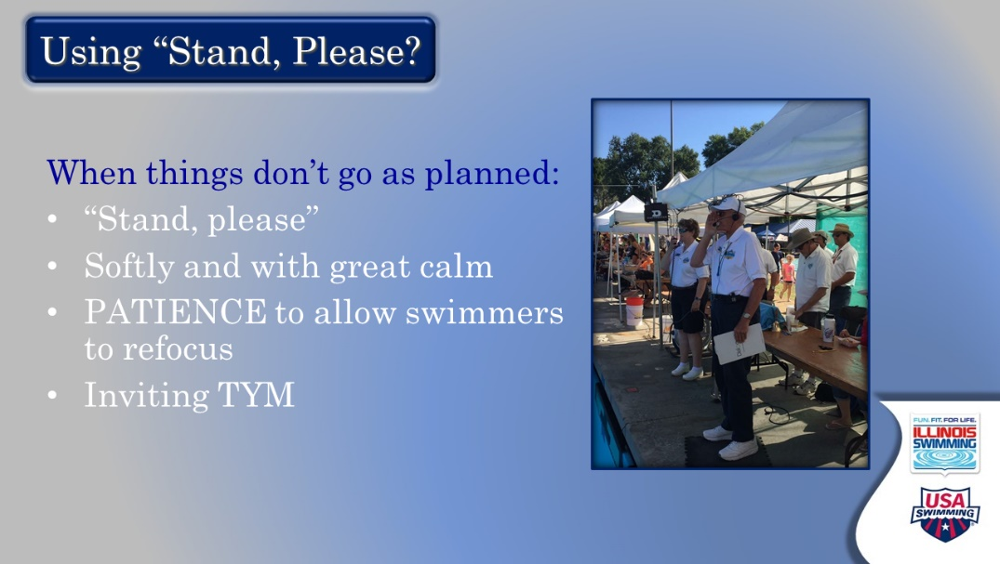 Using “Stand, Please?
When things don’t go as planned:
• “Stand, please”
• Softly and with great calm
• PATIENCE to allow swimmers
to refocus
• Inviting TYM
D
FUN. FIT. FOR LIFE.
ILLINOIS
SWIMMING
USA
SWIMMING